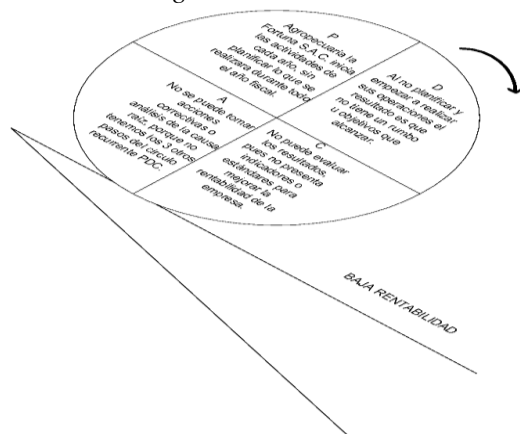 P
Agropecuaria la
Fortuna S.A.C. inicia
las actividades de
cada año, sin
planificar lo que se
realizara durante todo
el año fiscal.
D
Al no planificar y
empezar a realizar
sus operaciones el
resultado es que
no tiene un rumbo
u objetivos que
alcanzar.
C
No puede evaluar
los resultados,
pues no presenta
indicadores o
estándares para
mejorar la
rentabilidad de la
empresa.
A
No se puede tomar
acciones
correctivas o
análisis de la causa
raíz, porque no
tenemos los 3 otros
pasos del circulo
recurrente PDC.
BAJA RENTABILIDAD